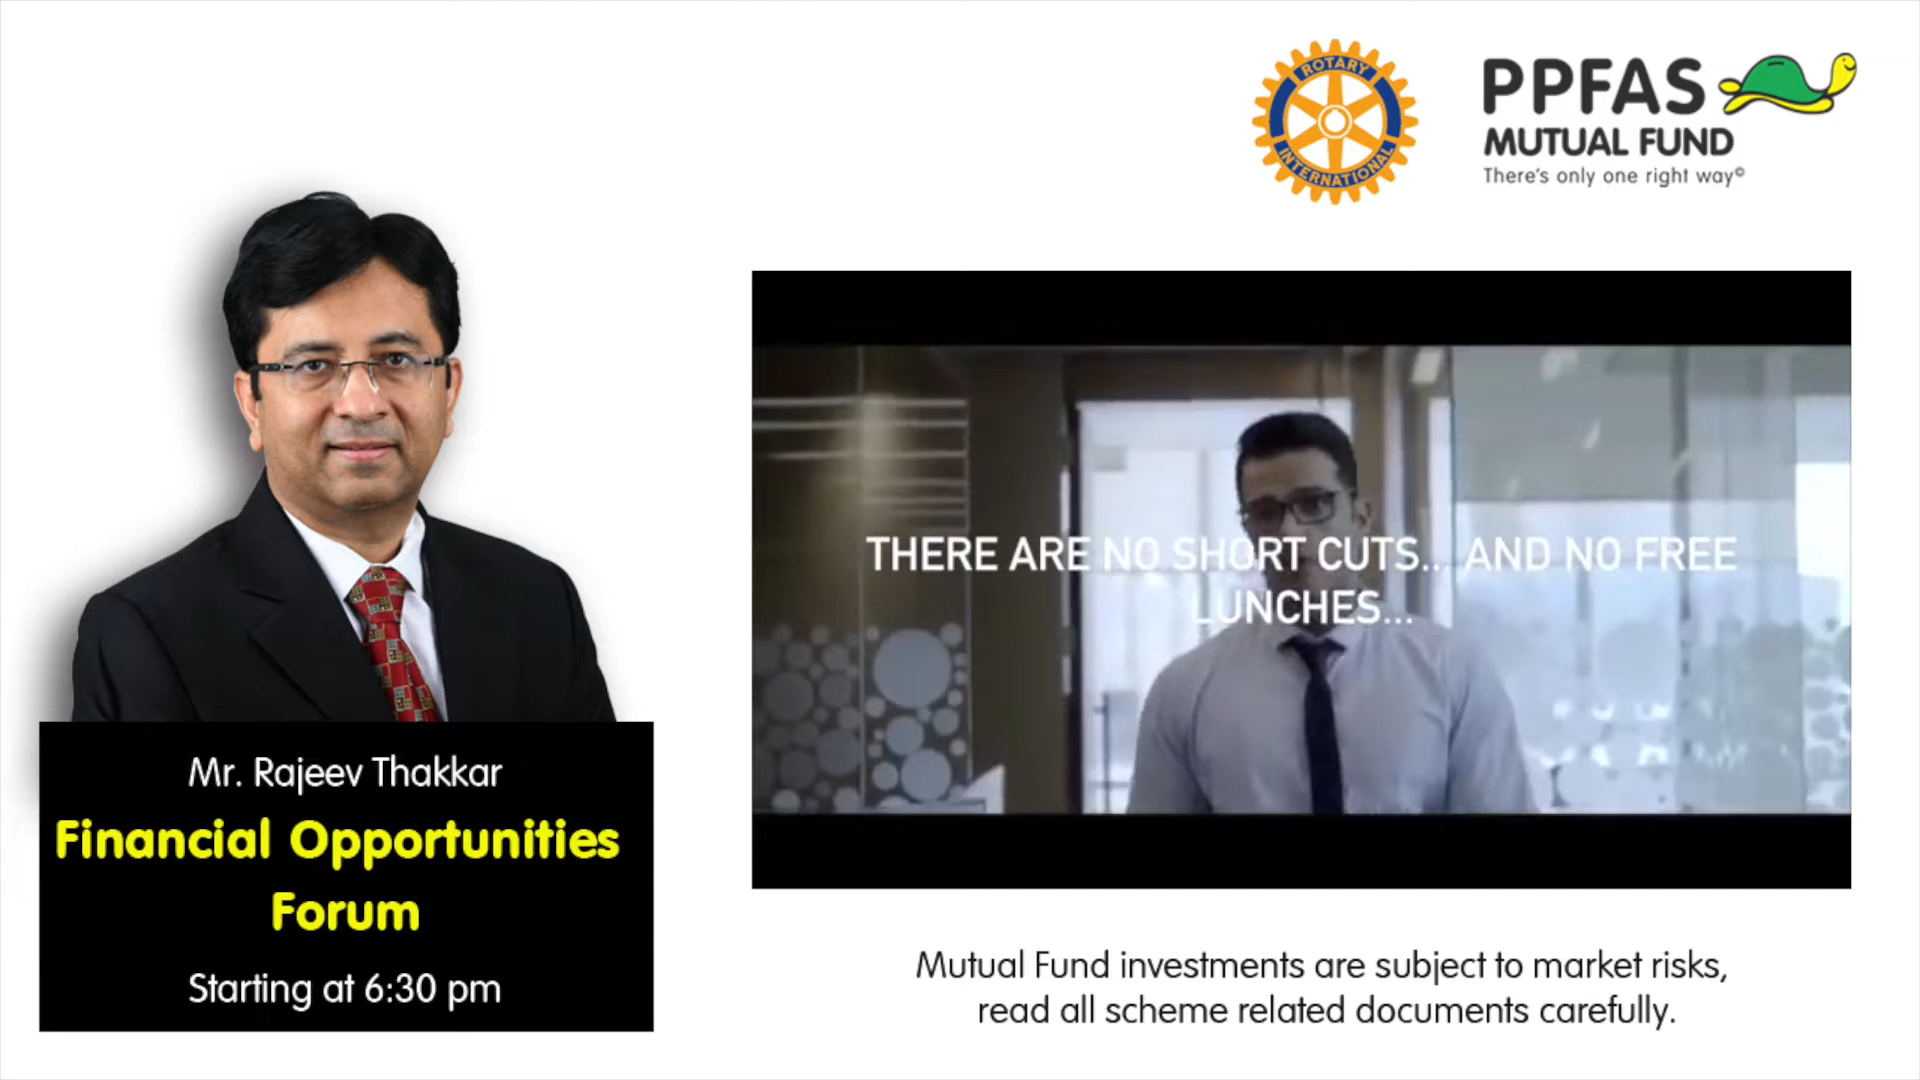 ROTARY
INTERNATIONAL
PPFAS
MUTUAL FUND
There's only one right way©
THERE ARE NO SHORT CUTS... AND NO FREE
LUNCHES...
Mr. Rajeev Thakkar
Financial Opportunities
Forum
Starting at 6:30 pm
Mutual Fund investments are subject to market risks,
read all scheme related documents carefully.